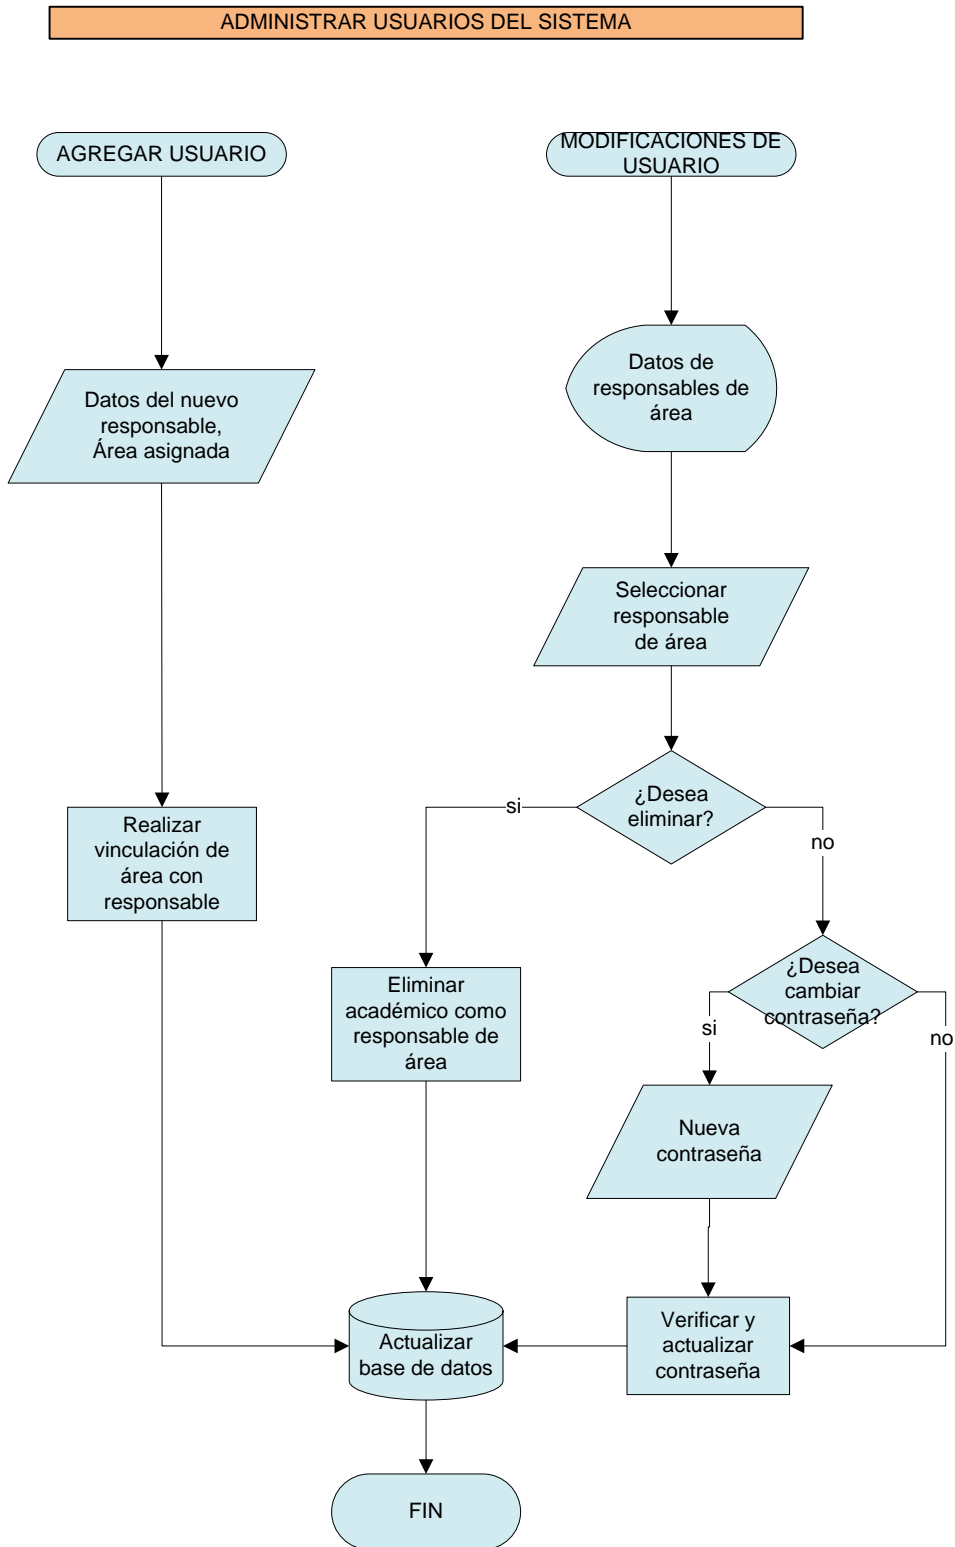 ADMINISTRAR USUARIOS DEL SISTEMA
AGREGAR USUARIO
MODIFICACIONES DE
USUARIO
Datos de
responsables de
área
Datos del nuevo
responsable,
Área asignada
Seleccionar
responsable
de área
¿Desea
eliminar?
si
no
Realizar
vinculación de
área con
responsable
¿Desea
cambiar
contraseña?
si
no
Eliminar
académico como
responsable de
área
Nueva
contraseña
Actualizar
base de datos
Verificar y
actualizar
contraseña
FIN